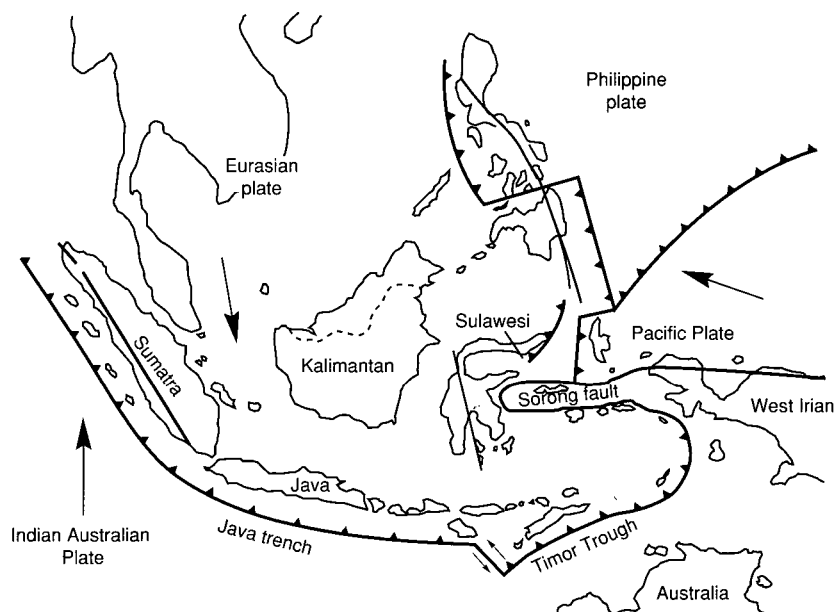 Philippine
plate
Eurasian
plate
Sulawesi
Pacific Plate
Sumatra
Kalimantan
Sorong fault
West Irian
Java
Indian Australian
Plate
Java trench
Timor Trough
Australia